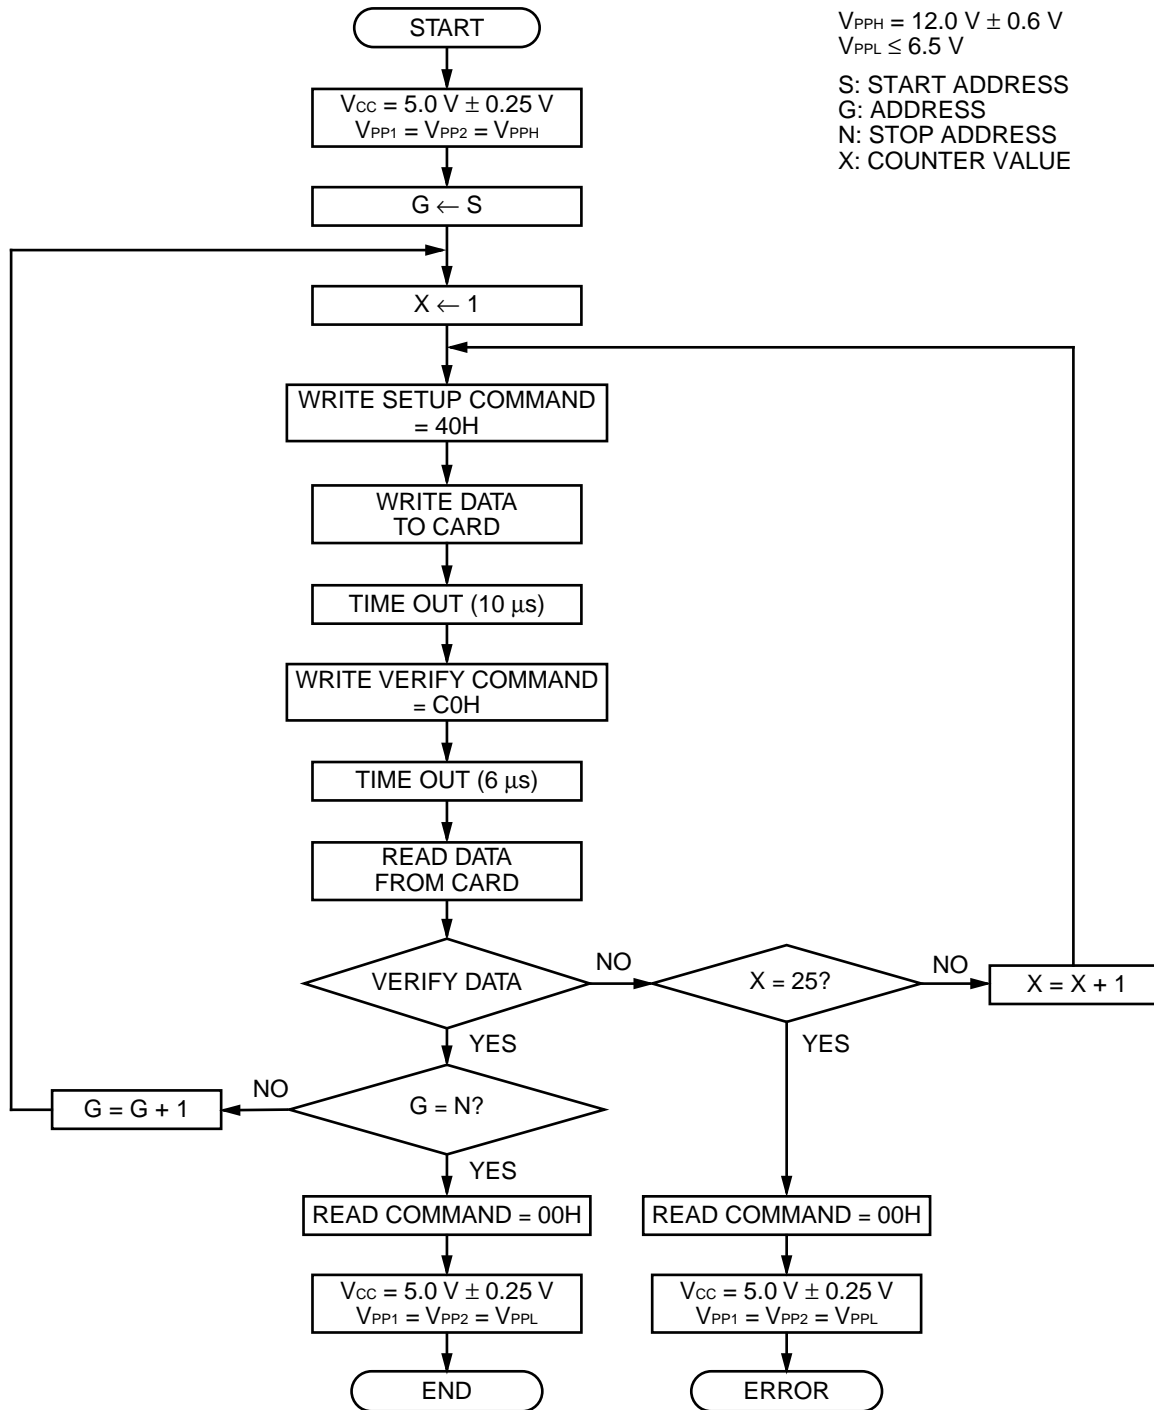 START
VPPH = 12.0 V ± 0.6 V
VPPL ≤ 6.5 V
S: START ADDRESS
G: ADDRESS
N: STOP ADDRESS
X: COUNTER VALUE
VCC = 5.0 V ± 0.25 V
VPP1 = VPP2 = VPPH
G ← S
X ← 1
WRITE SETUP COMMAND
= 40H
WRITE DATA
TO CARD
TIME OUT (10 μs)
WRITE VERIFY COMMAND
= C0H
TIME OUT (6 μs)
READ DATA
FROM CARD
VERIFY DATA
NO
X = 25?
NO
X = X + 1
YES
YES
G = N?
NO
G = G + 1
YES
READ COMMAND = 00H
READ COMMAND = 00H
VCC = 5.0 V ± 0.25 V
VPP1 = VPP2 = VPPL
VCC = 5.0 V ± 0.25 V
VPP1 = VPP2 = VPPL
END
ERROR